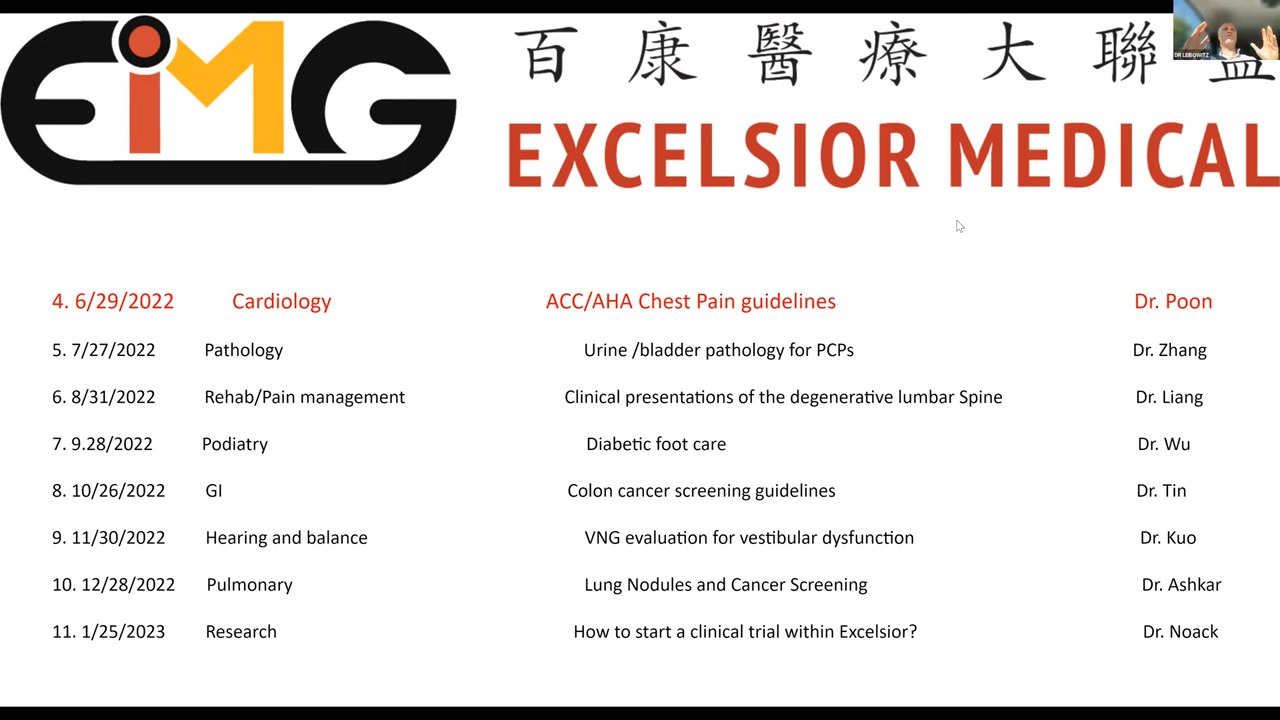 EiMG
百康醫療大聯盟
DR LEIBOWITZ
EXCELSIOR MEDICAL
4. 6/29/2022 Cardiology ACC/AHA Chest Pain guidelines Dr. Poon
5. 7/27/2022 Pathology Urine /bladder pathology for PCPs Dr. Zhang
6. 8/31/2022 Rehab/Pain management Clinical presentations of the degenerative lumbar Spine Dr. Liang
7. 9.28/2022 Podiatry Diabetic foot care Dr. Wu
8. 10/26/2022 GI Colon cancer screening guidelines Dr. Tin
9. 11/30/2022 Hearing and balance VNG evaluation for vestibular dysfunction Dr. Kuo
10. 12/28/2022 Pulmonary Lung Nodules and Cancer Screening Dr. Ashkar
11. 1/25/2023 Research How to start a clinical trial within Excelsior? Dr. Noack